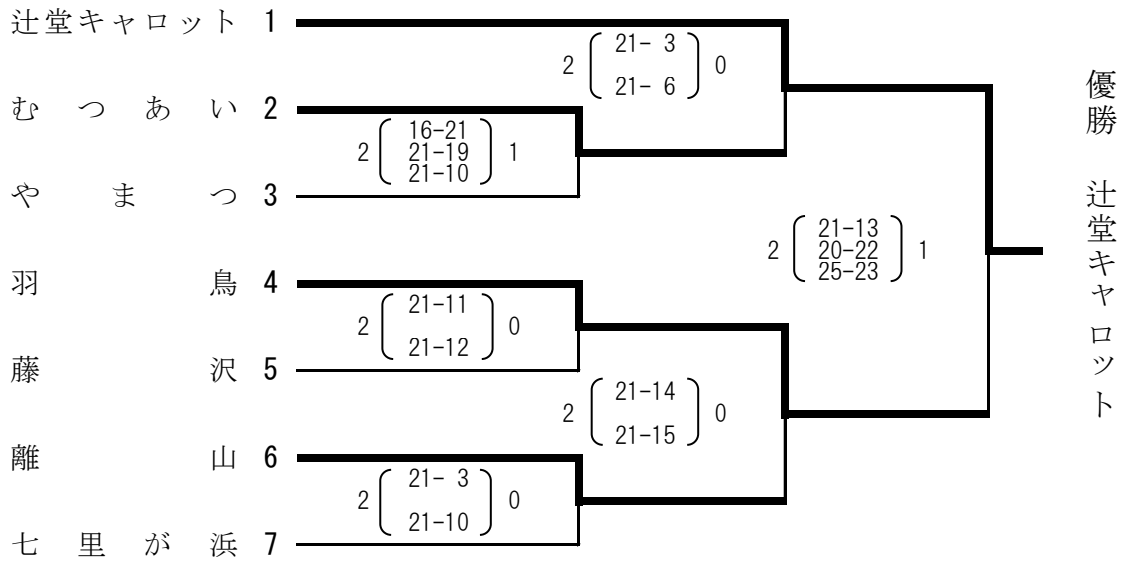 辻堂キャロット 1
2 21- 3 0
21- 6
むつあい 2
16-21
2 21-19 1
21-10
やまつ 3
21-13
2 20-22 1
25-23
羽鳥 4
21-11
2 0
21-12
藤沢 5
21-14
2 0
21-15
離山 6
21- 3
2 0
21-10
七里が浜 7
優勝 辻堂キャロット